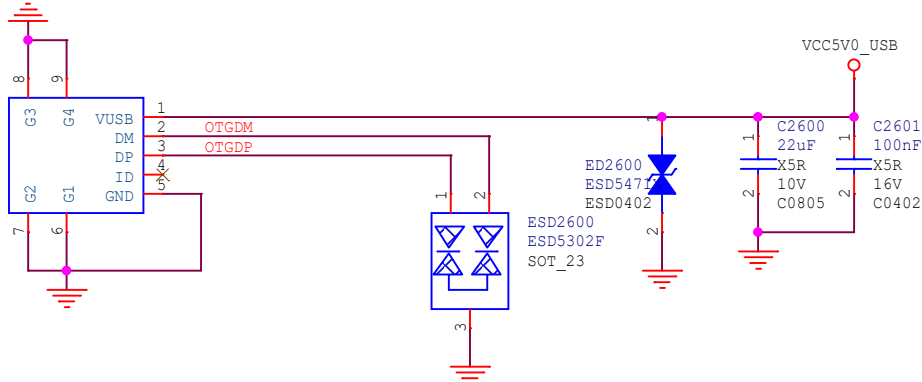 VCC5V0_USB
8
9
G3
G4
VUSB
1
DM
2
OTGDM
DP
3
OTGDP
ID
4
GND
5
G2
G1
7
6
1
2
ESD2600
ESD5302F
SOT_23
3
1
ED2600
ESD5471X
ESD0402
2
1
C2600
22uF
X5R
10V
C0805
2
1
C2601
100nF
X5R
16V
C0402
2